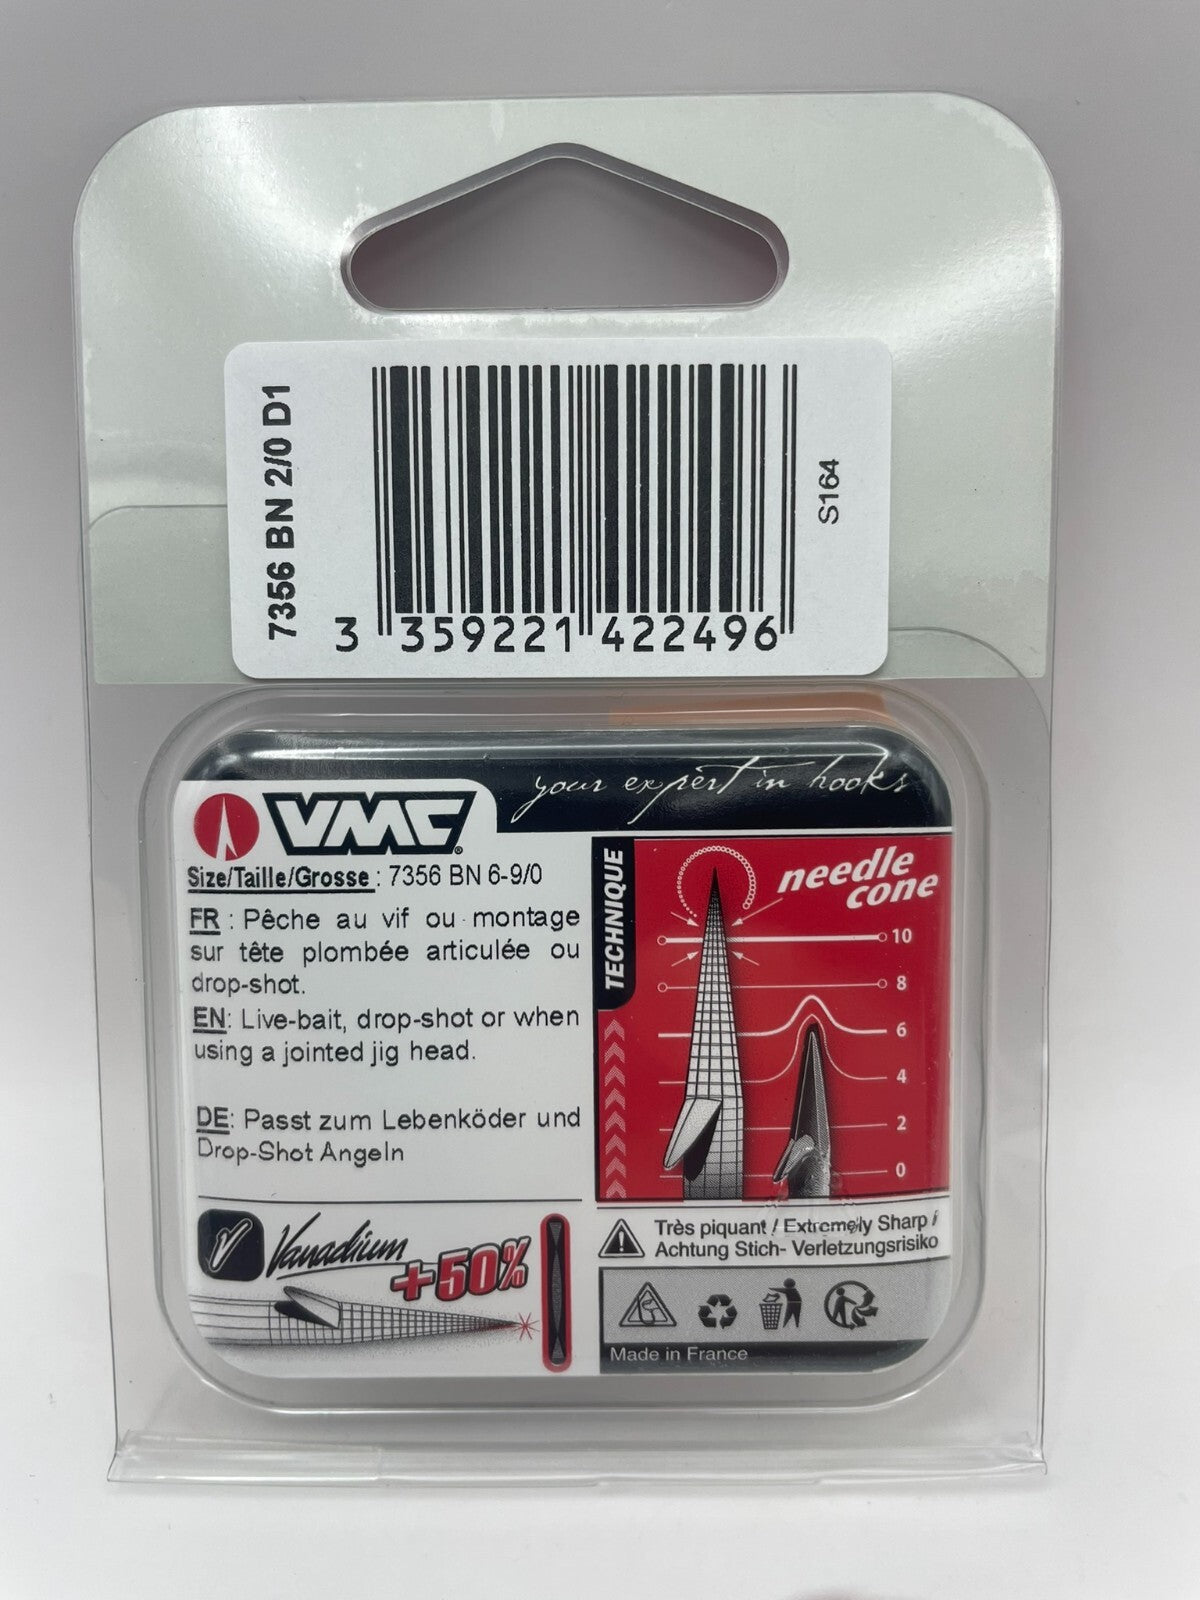 7356 BN 2/0 D1
3 359221 422496
S164
your expert in hooks
VMC®
Size/Taille/Grosse : 7356 BN 6-9/0
FR : Pêche au vif ou montage
sur tête plombée articulée ou
drop-shot.
EN: Live-bait, drop-shot or when
using a jointed jig head.
DE: Passt zum Lebenköder und
Drop-Shot Angeln
TECHNIQUE
needle
cone
10
8
6
4
2
0
Vanadium
+50%
Très piquant / Extremely Sharp /
Achtung Stich- Verletzungsrisiko
Made in France